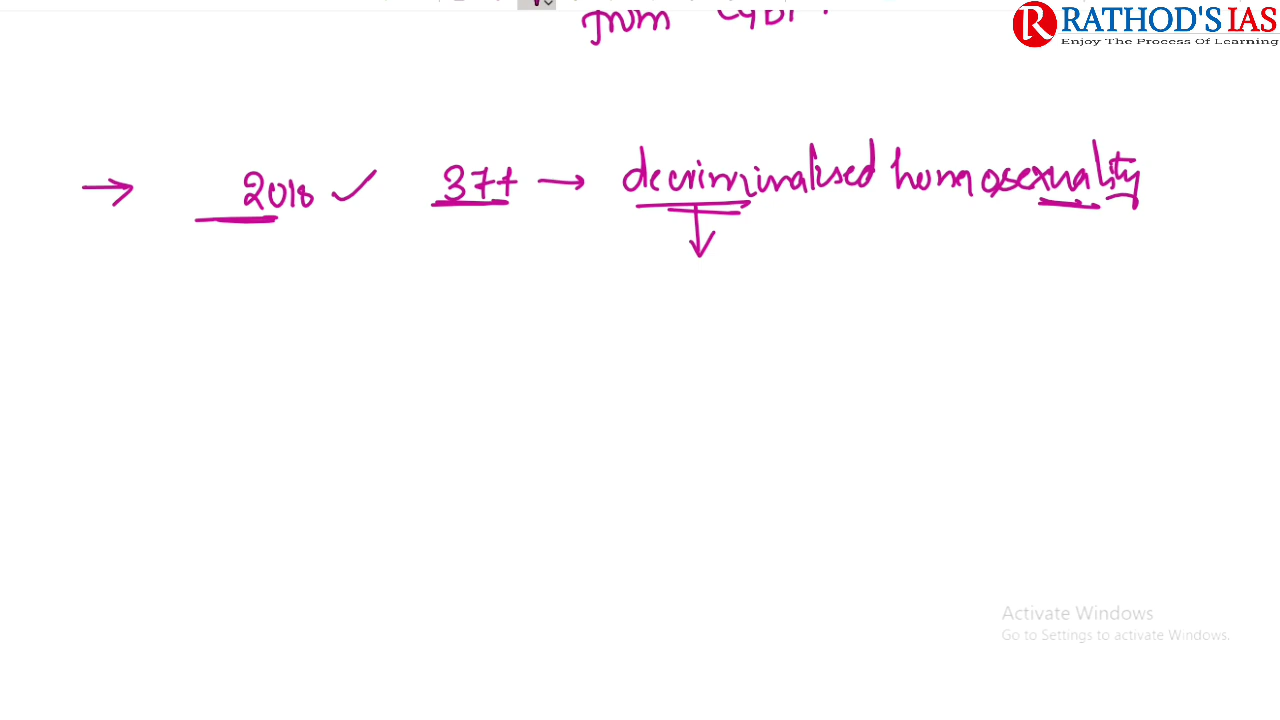 from
RATHOD'S IAS
Enjoy The Process Of Learning
→ 2018 ✓ 377 → decriminalised homosexuality
Activate Windows
Go to Settings to activate Windows.